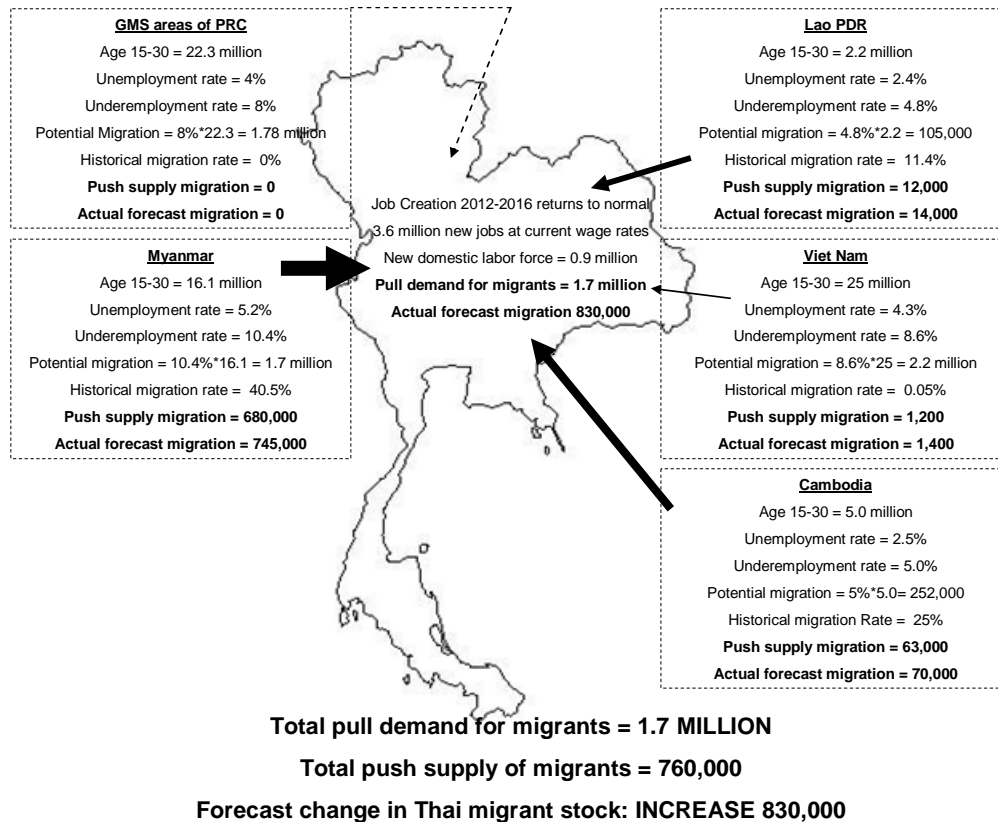 GMS areas of PRC
Age 15-30 = 22.3 million
Unemployment rate = 4%
Underemployment rate = 8%
Potential Migration = 8%*22.3 = 1.78 million
Historical migration rate = 0%
Push supply migration = 0
Actual forecast migration = 0
Lao PDR
Age 15-30 = 2.2 million
Unemployment rate = 2.4%
Underemployment rate = 4.8%
Potential migration = 4.8%*2.2 = 105,000
Historical migration rate = 11.4%
Push supply migration = 12,000
Actual forecast migration = 14,000
Job Creation 2012-2016 returns to normal
3.6 million new jobs at current wage rates
New domestic labor force = 0.9 million
Pull demand for migrants = 1.7 million
Actual forecast migration 830,000
Myanmar
Age 15-30 = 16.1 million
Unemployment rate = 5.2%
Underemployment rate = 10.4%
Potential migration = 10.4%*16.1 = 1.7 million
Historical migration rate = 40.5%
Push supply migration = 680,000
Actual forecast migration = 745,000
Viet Nam
Age 15-30 = 25 million
Unemployment rate = 4.3%
Underemployment rate = 8.6%
Potential migration = 8.6%*25 = 2.2 million
Historical migration rate = 0.05%
Push supply migration = 1,200
Actual forecast migration = 1,400
Cambodia
Age 15-30 = 5.0 million
Unemployment rate = 2.5%
Underemployment rate = 5.0%
Potential migration = 5%*5.0= 252,000
Historical migration Rate = 25%
Push supply migration = 63,000
Actual forecast migration = 70,000
Total pull demand for migrants = 1.7 MILLION
Total push supply of migrants = 760,000
Forecast change in Thai migrant stock: INCREASE 830,000